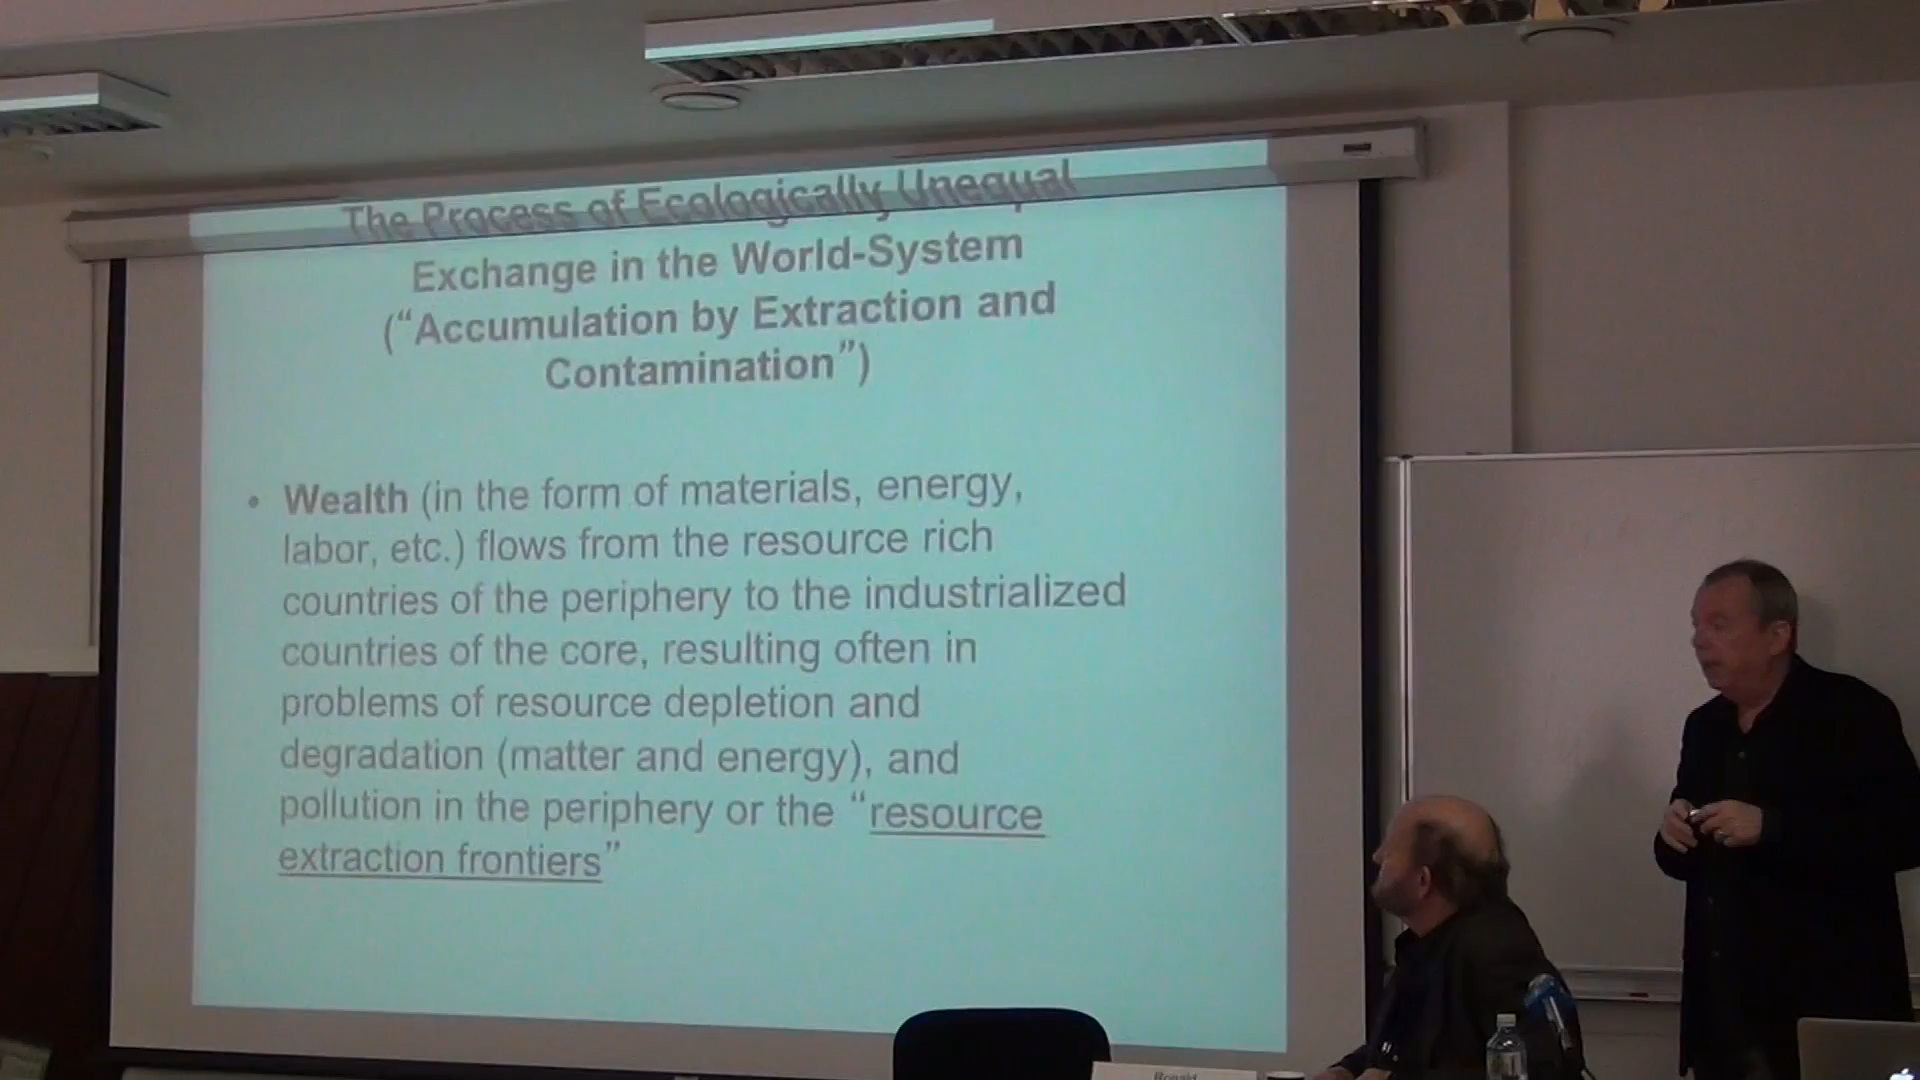 The Process of Ecologically Unequal
Exchange in the World-System
(“Accumulation by Extraction and
Contamination”)
• Wealth (in the form of materials, energy,
labor, etc.) flows from the resource rich
countries of the periphery to the industrialized
countries of the core, resulting often in
problems of resource depletion and
degradation (matter and energy), and
pollution in the periphery or the “resource
extraction frontiers”
Ronald